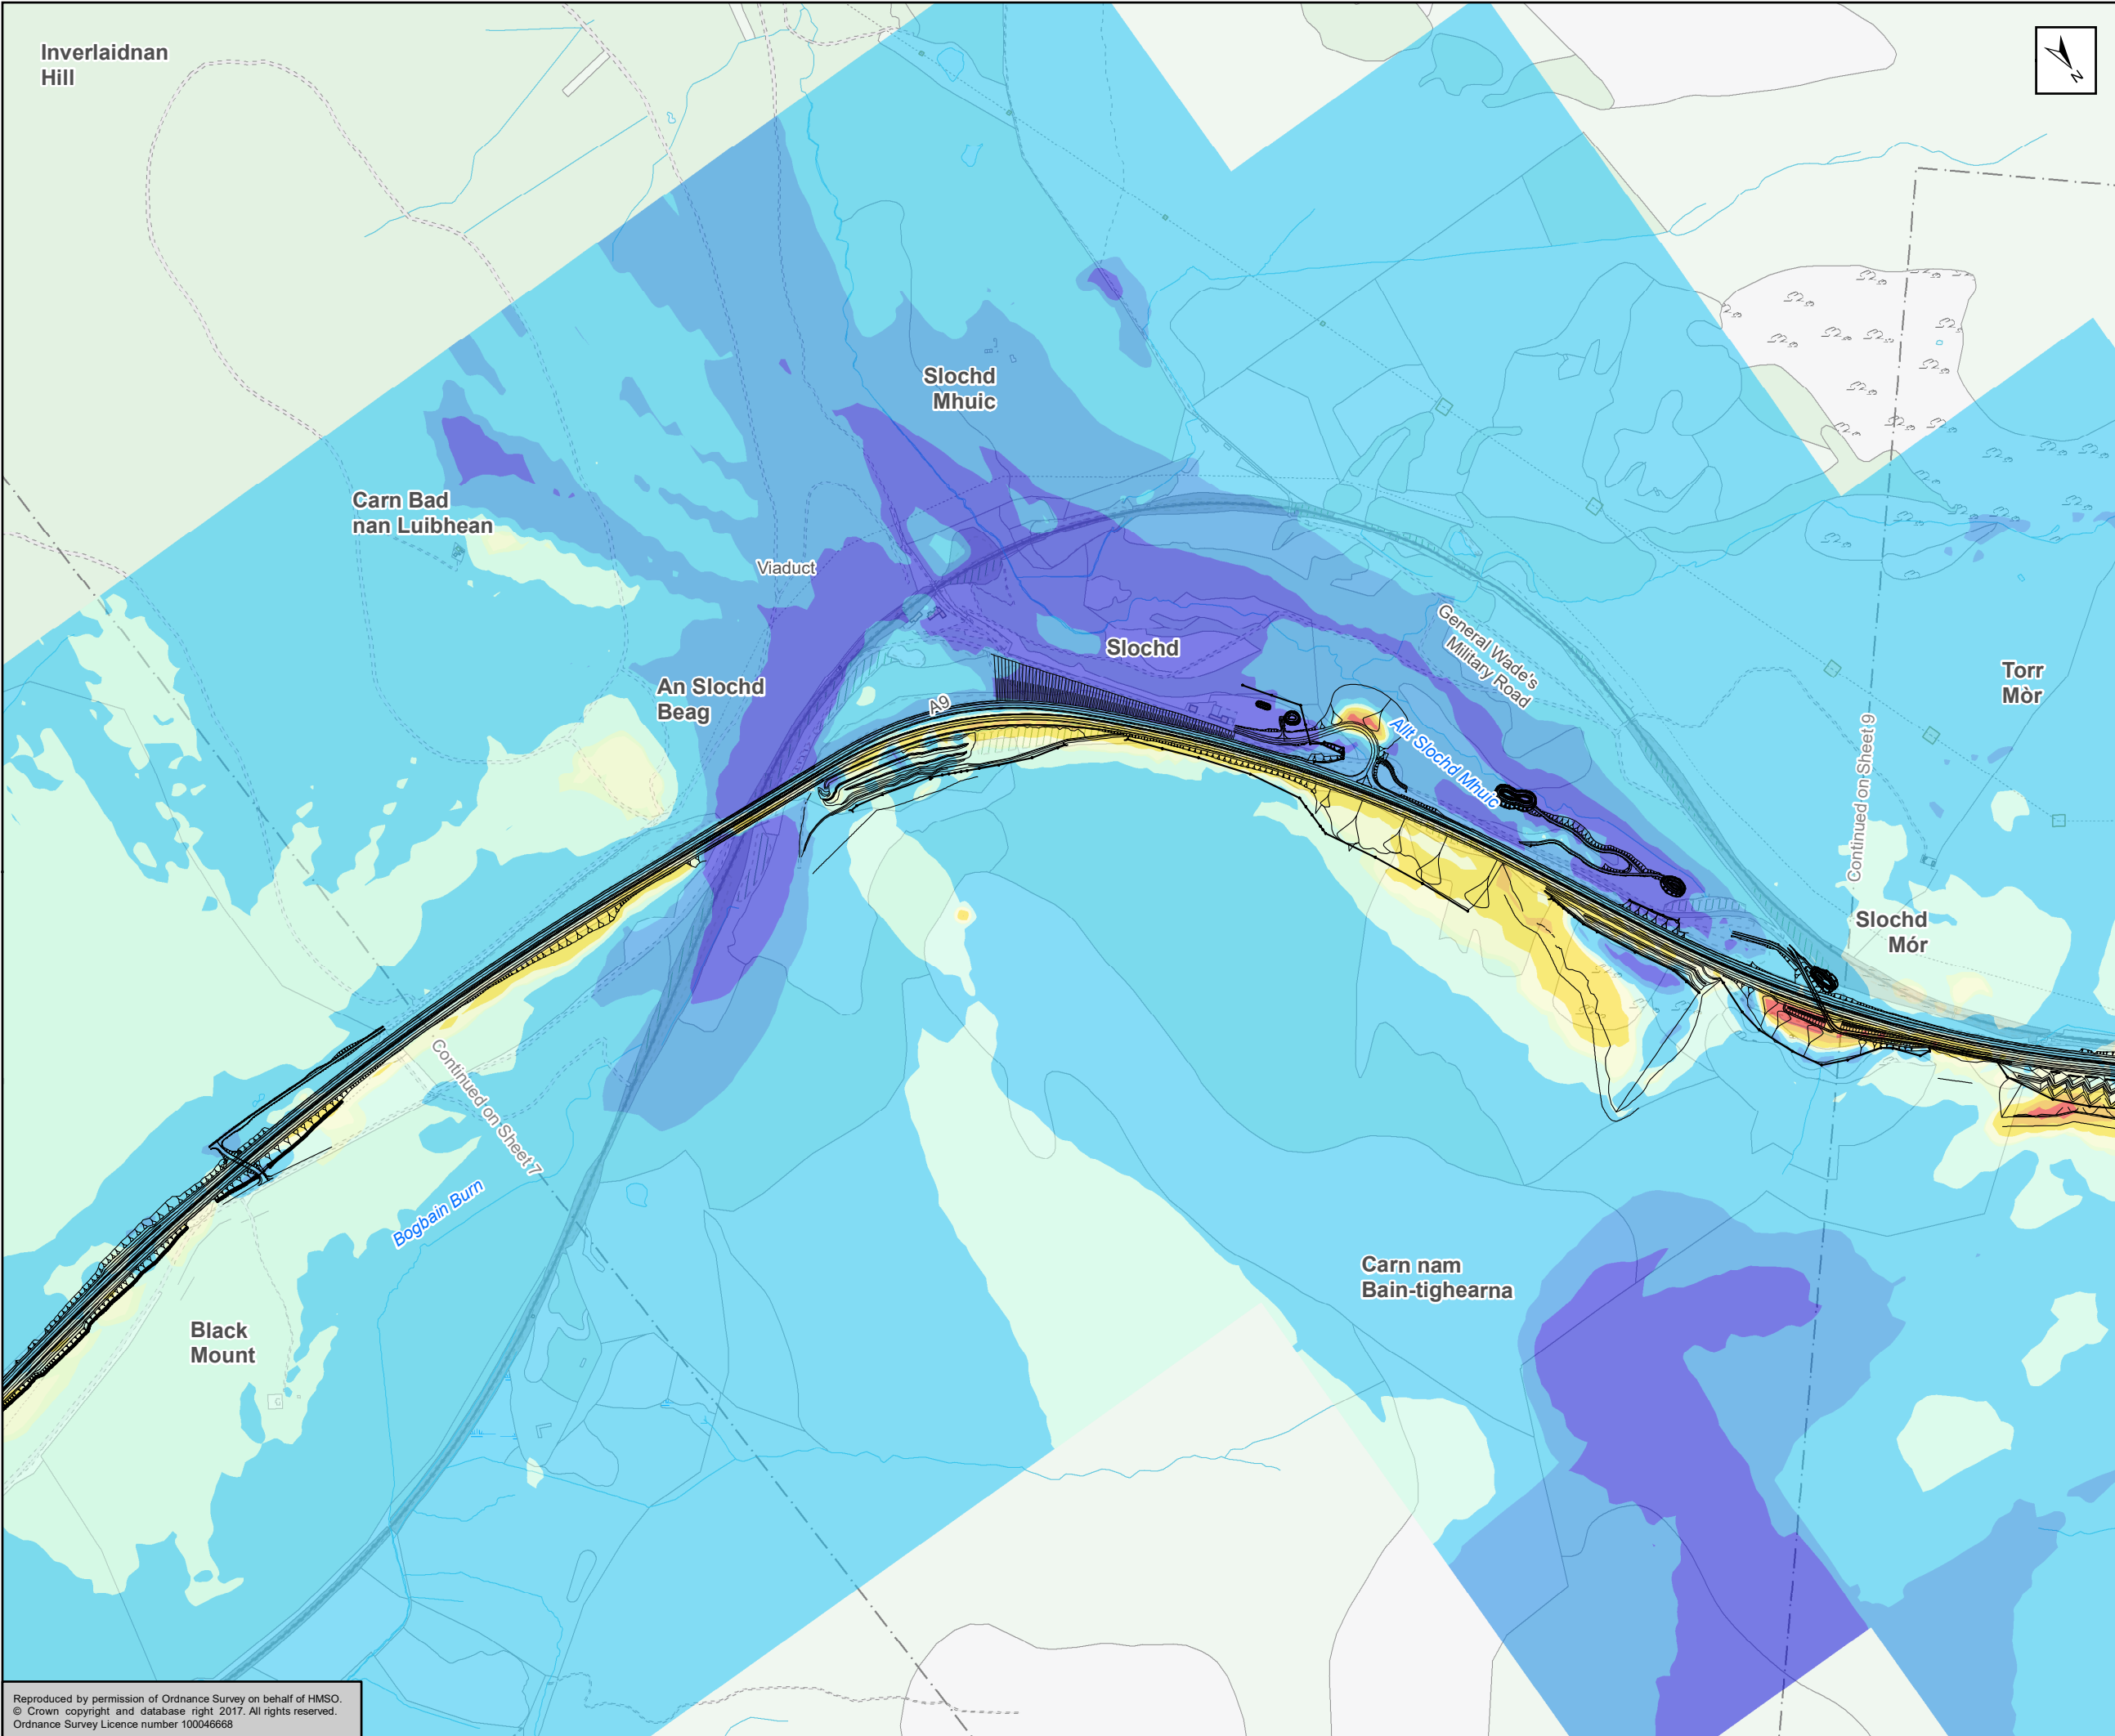 Inverlaidnan
Hill
N
Slochd
Mhuic
Carn Bad
nan Luibhean
Viaduct
General Wade's
Military Road
Slochd
An Slochd
Beag
A9
Torr
Mòr
Allt Slochd Mhuic
Continued on Sheet 9
Slochd
Mór
Continued on Sheet 7
Bogbain Burn
Carn nam
Bain-tighearna
Black
Mount
Reproduced by permission of Ordnance Survey on behalf of HMSO.
© Crown copyright and database right 2017. All rights reserved.
Ordnance Survey Licence number 100046668